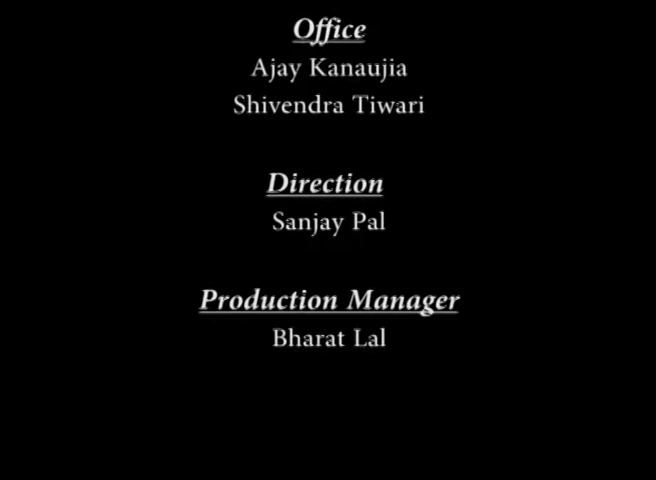 Office
Ajay Kanaujia
Shivendra Tiwari
Direction
Sanjay Pal
Production Manager
Bharat Lal